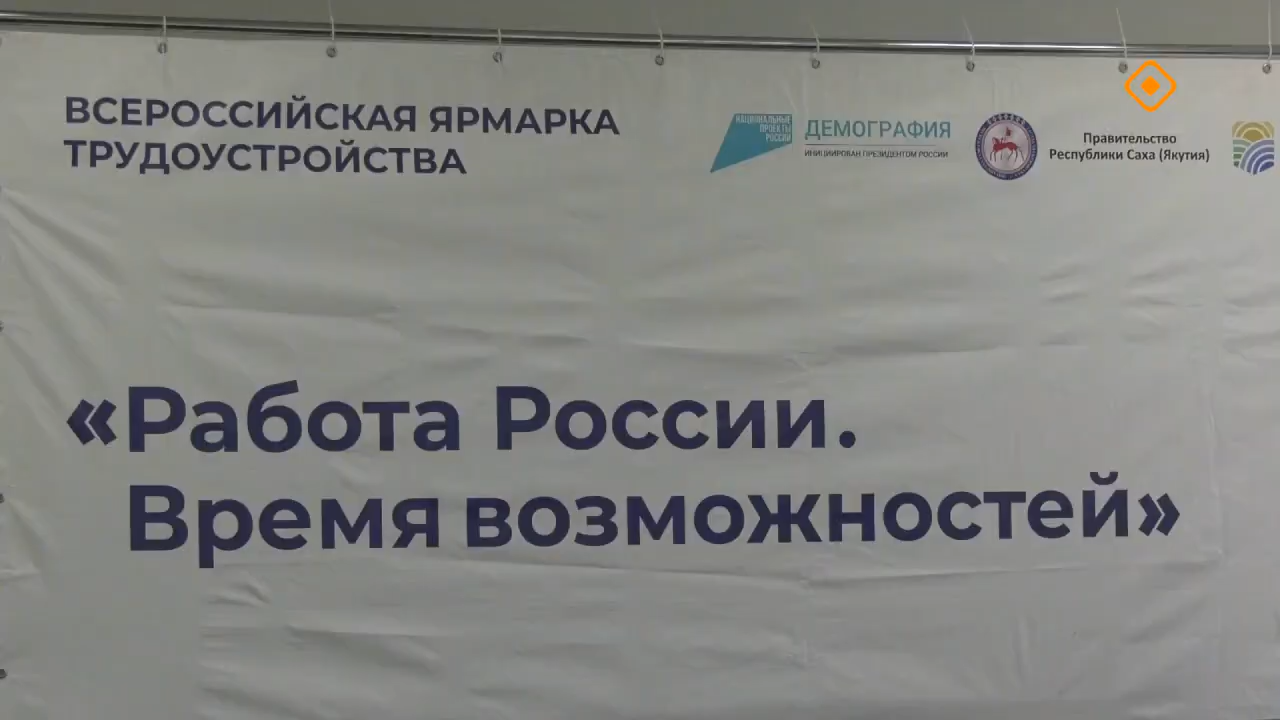 ВСЕРОССИЙСКАЯ ЯРМАРКА
ТРУДОУСТРОЙСТВА
НАЦИОНАЛЬНЫЕ
ПРОЕКТЫ
РОССИИ
ДЕМОГРАФИЯ
ИНИЦИИРОВАН ПРЕЗИДЕНТОМ РОССИИ
Правительство
Республики Саха (Якутия)
«Работа России.
Время возможностей»